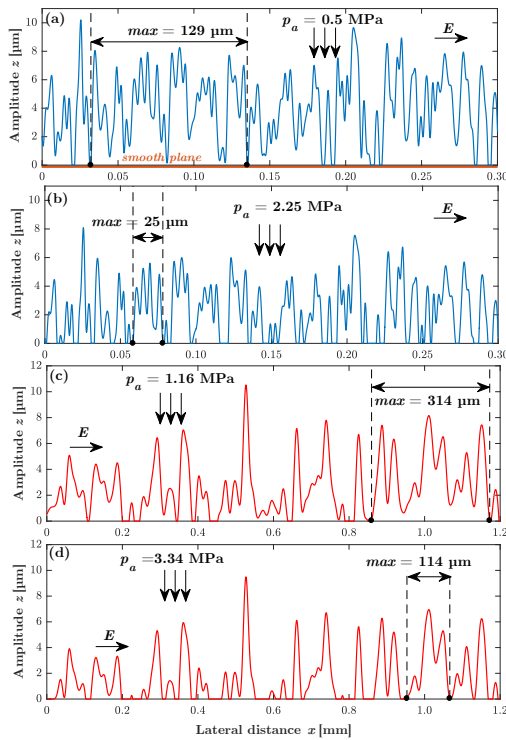 (a)
max = 129 µm
p_a = 0.5 MPa
E
Amplitude z [µm]
10
8
6
4
2
0
smooth plane
0
0.05
0.10
0.15
0.20
0.25
0.30
(b)
max = 25 µm
p_a = 2.25 MPa
E
Amplitude z [µm]
10
8
6
4
2
0
0
0.05
0.10
0.15
0.20
0.25
0.30
(c)
p_a = 1.16 MPa
max = 314 µm
E
Amplitude z [µm]
12
10
8
6
4
2
0
0
0.2
0.4
0.6
0.8
1.0
1.2
(d)
p_a =3.34 MPa
max = 114 µm
E
Amplitude z [µm]
12
10
8
6
4
2
0
0
0.2
0.4
0.6
0.8
1.0
1.2
Lateral distance x [mm]